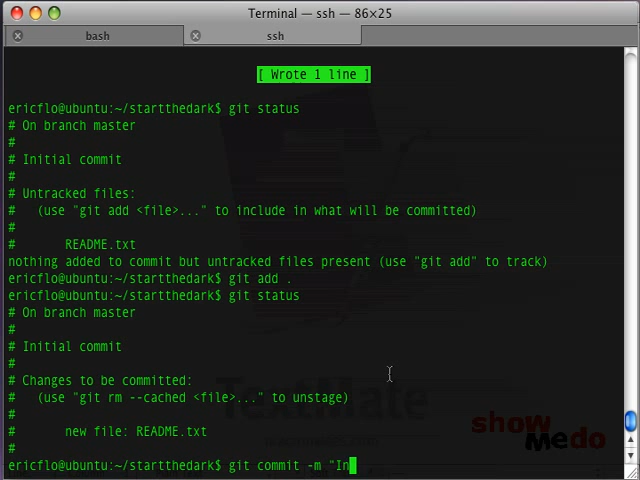 Terminal — ssh — 86×25
bash
ssh
[ Wrote 1 line ]
ericflo@ubuntu:~/startthedark$ git status
# On branch master
#
# Initial commit
#
# Untracked files:
#   (use "git add <file>..." to include in what will be committed)
#
#       README.txt
nothing added to commit but untracked files present (use "git add" to track)
ericflo@ubuntu:~/startthedark$ git add .
ericflo@ubuntu:~/startthedark$ git status
# On branch master
#
# Initial commit
#
# Changes to be committed:
#   (use "git rm --cached <file>..." to unstage)
#
#       new file: README.txt
#
ericflo@ubuntu:~/startthedark$ git commit -m "In
TextMate
showMedo